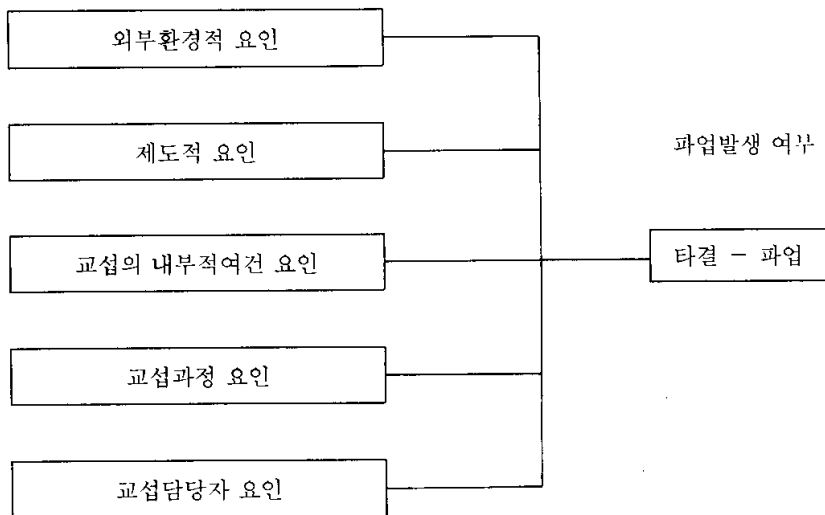 외부환경적 요인
제도적 요인
파업발생 여부
교섭의 내부적여건 요인
타결 - 파업
교섭과정 요인
교섭담당자 요인